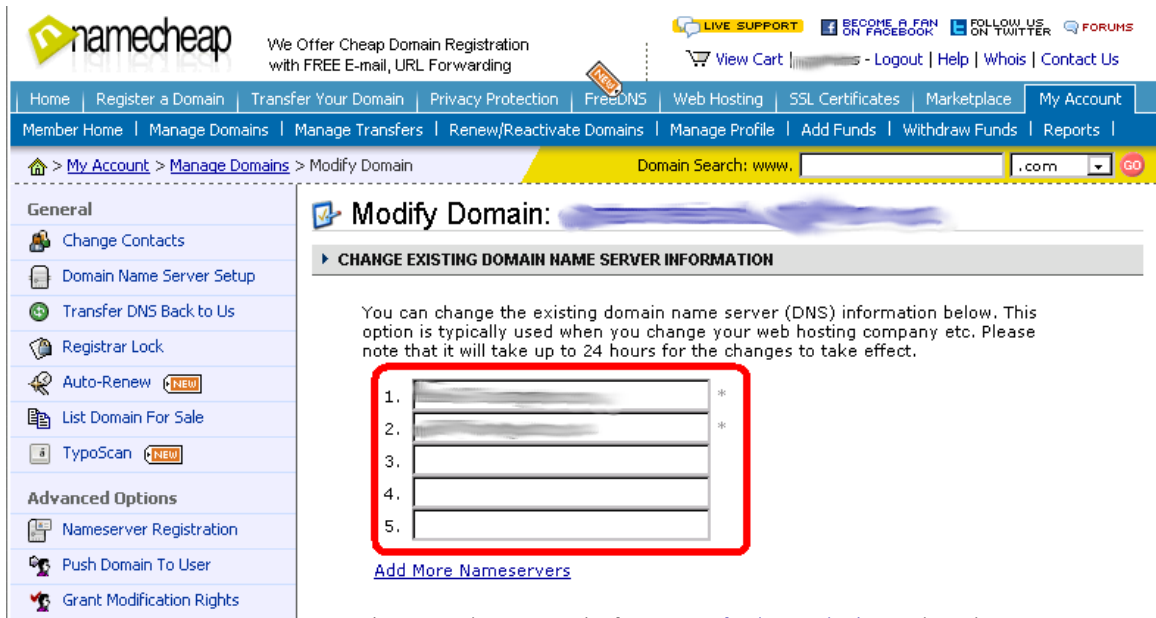 namecheap
We Offer Cheap Domain Registration
with FREE E-mail, URL Forwarding
LIVE SUPPORT
BECOME A FAN
ON FACEBOOK
FOLLOW US
ON TWITTER
FORUMS
View Cart | - Logout | Help | Whois | Contact Us
NEW
Home | Register a Domain | Transfer Your Domain | Privacy Protection | FreeDNS | Web Hosting | SSL Certificates | Marketplace | My Account
Member Home | Manage Domains | Manage Transfers | Renew/Reactivate Domains | Manage Profile | Add Funds | Withdraw Funds | Reports |
> My Account > Manage Domains > Modify Domain
Domain Search: www. .com GO
General
Change Contacts
Domain Name Server Setup
Transfer DNS Back to Us
Registrar Lock
Auto-Renew NEW
List Domain For Sale
TypoScan NEW
Advanced Options
Nameserver Registration
Push Domain To User
Grant Modification Rights
Modify Domain:
CHANGE EXISTING DOMAIN NAME SERVER INFORMATION
You can change the existing domain name server (DNS) information below. This
option is typically used when you change your web hosting company etc. Please
note that it will take up to 24 hours for the changes to take effect.
1. *
2. *
3.
4.
5.
Add More Nameservers